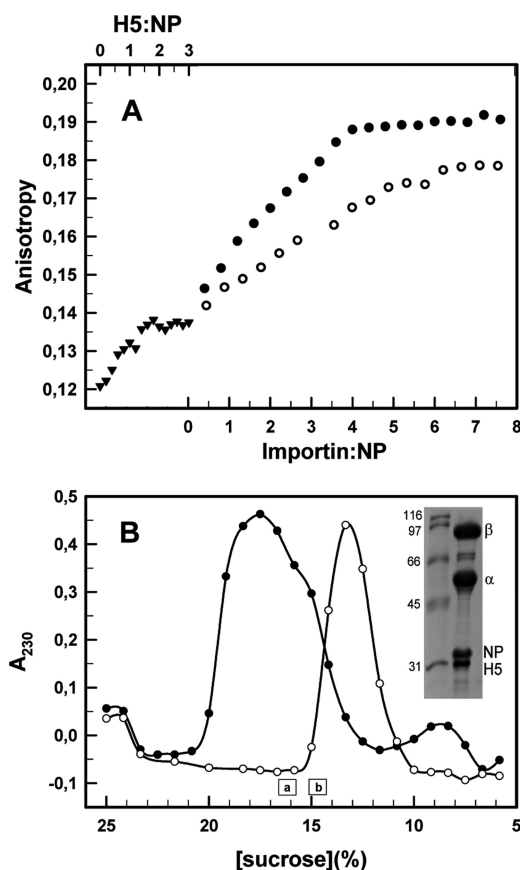 H5:NP
0 1 2 3
A
0,20
0,19
0,18
0,17
0,16
0,15
0,14
0,13
0,12
Anisotropy
0 1 2 3 4 5 6 7 8
Importin:NP
B
0,5
0,4
0,3
0,2
0,1
0,0
-0,1
A230
116
97
66
45
31
β
α
NP
H5
a b
25 20 15 10 5
[sucrose](%)